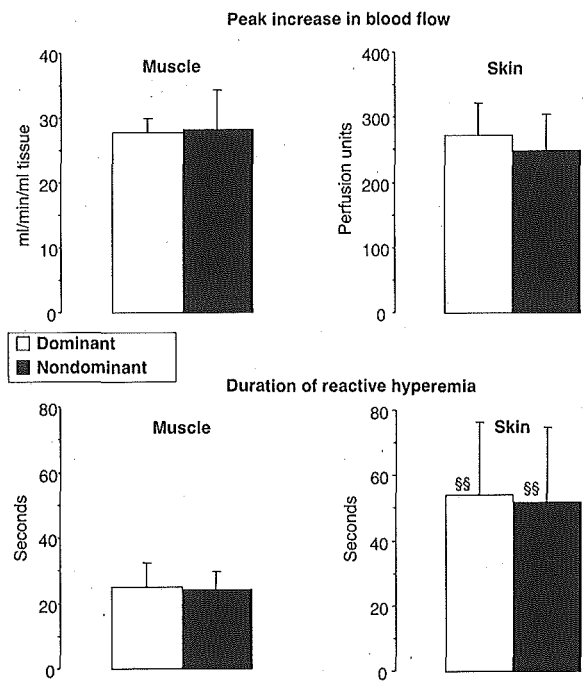 Peak increase in blood flow
Muscle
Skin
40
30
20
10
0
ml/min/ml tissue
400
300
200
100
0
Perfusion units
Dominant
Nondominant
Duration of reactive hyperemia
Muscle
Skin
80
60
40
20
0
Seconds
80
60
40
20
0
Seconds
§§
§§